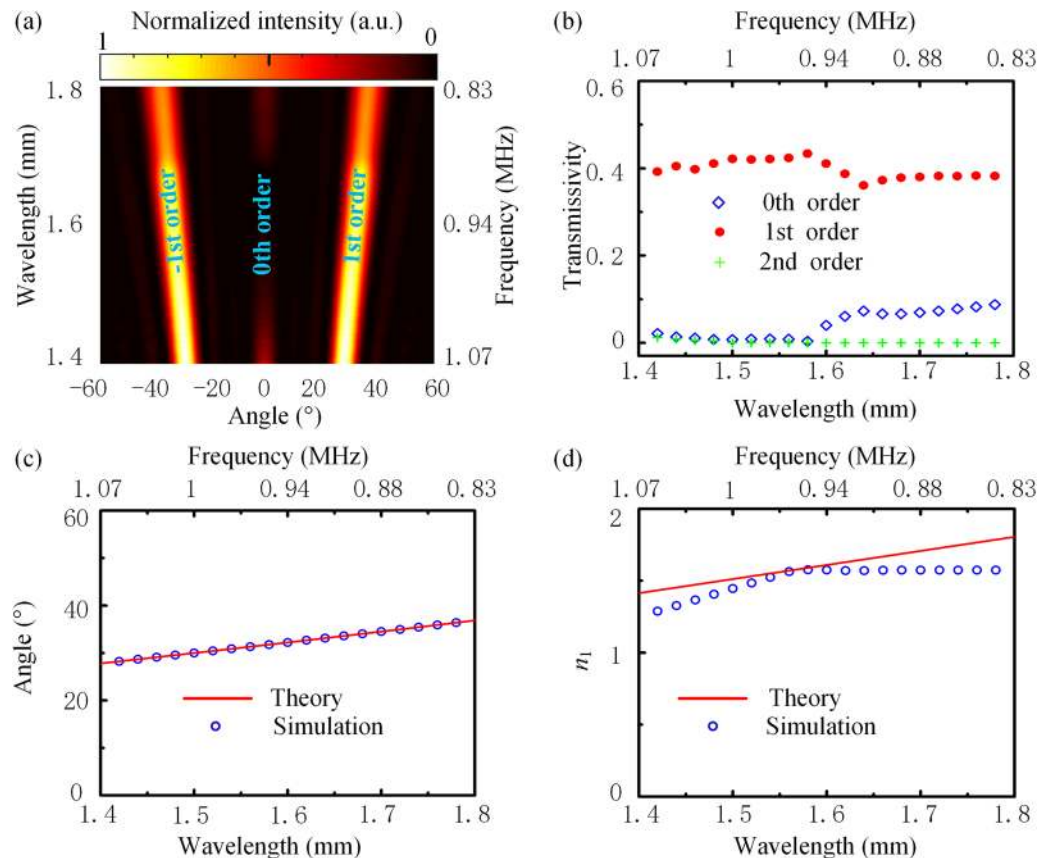 (a)
Normalized intensity (a.u.)
1
0
1.8
1.6
1.4
Wavelength (mm)
-1st order
0th order
1st order
0.83
0.94
1.07
Frequency (MHz)
−60 −40 −20 0 20 40 60
Angle (°)
(b)
Frequency (MHz)
1.07 1 0.94 0.88 0.83
0.6
0.4
0.2
0
Transmissivity
0th order
1st order
2nd order
1.4 1.5 1.6 1.7 1.8
Wavelength (mm)
(c)
Frequency (MHz)
1.07 1 0.94 0.88 0.83
60
40
20
0
Angle (°)
Theory
Simulation
1.4 1.5 1.6 1.7 1.8
Wavelength (mm)
(d)
Frequency (MHz)
1.07 1 0.94 0.88 0.83
2
1
0
n₁
Theory
Simulation
1.4 1.5 1.6 1.7 1.8
Wavelength (mm)